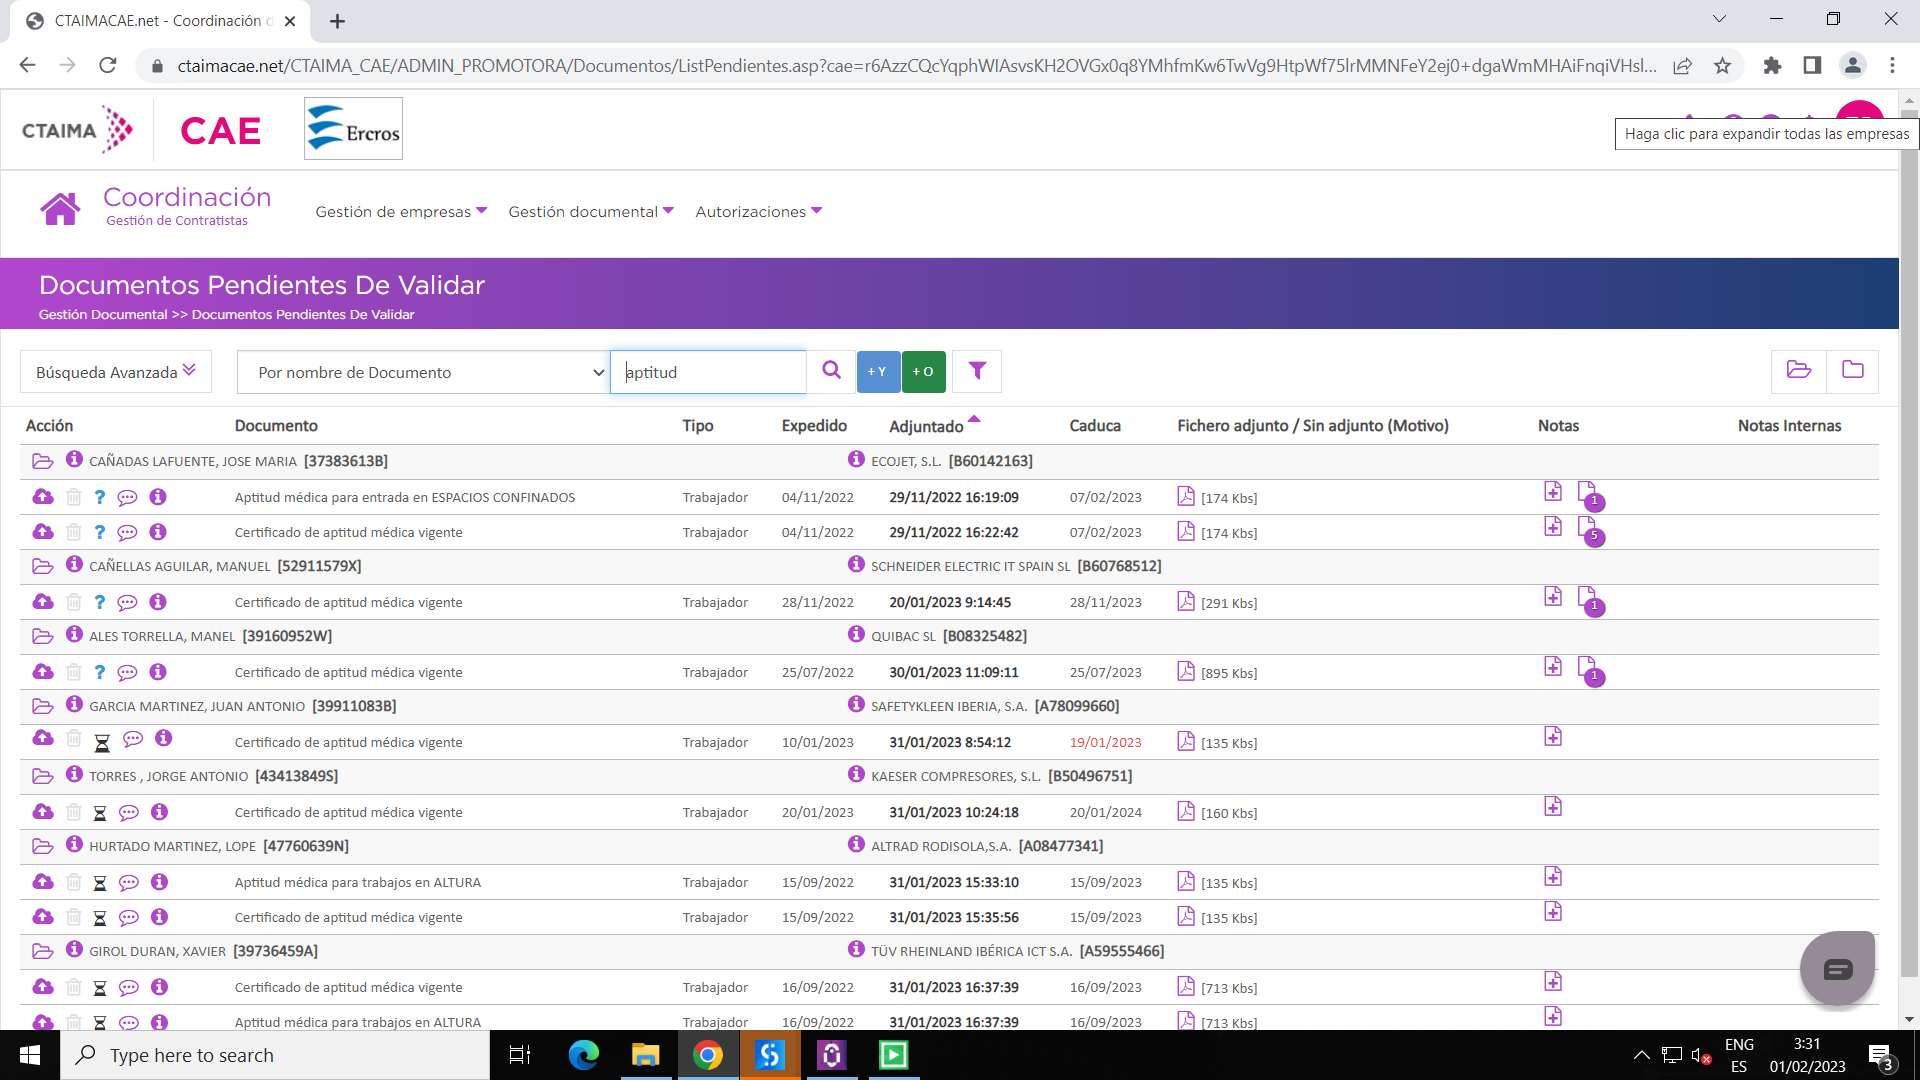 CTAIMACAE.net - Coordinación d
ctaimacae.net/CTAIMA_CAE/ADMIN_PROMOTORA/Documentos/ListPendientes.asp?cae=r6AzzCQcYqphWIAsvsKH2OVGx0q8YMhfmKw6TwVg9HtpWf75lrMMNFeY2ej0+dgaWmMHAiFnqiVHsl...
CTAIMA CAE Ercros
Haga clic para expandir todas las empresas
Coordinación
Gestión de Contratistas
Gestión de empresas Gestión documental Autorizaciones
Documentos Pendientes De Validar
Gestión Documental >> Documentos Pendientes De Validar
Búsqueda Avanzada Por nombre de Documento aptitud + Y + O
Acción Documento Tipo Expedido Adjuntado Caduca Fichero adjunto / Sin adjunto (Motivo) Notas Notas Internas
CAÑADAS LAFUENTE, JOSE MARIA [37383613B] ECOJET, S.L. [B60142163]
? Aptitud médica para entrada en ESPACIOS CONFINADOS Trabajador 04/11/2022 29/11/2022 16:19:09 07/02/2023 [174 Kbs] 1
? Certificado de aptitud médica vigente Trabajador 04/11/2022 29/11/2022 16:22:42 07/02/2023 [174 Kbs] 5
CAÑELLAS AGUILAR, MANUEL [52911579X] SCHNEIDER ELECTRIC IT SPAIN SL [B60768512]
? Certificado de aptitud médica vigente Trabajador 28/11/2022 20/01/2023 9:14:45 28/11/2023 [291 Kbs] 1
ALES TORRELLA, MANEL [39160952W] QUIBAC SL [B08325482]
? Certificado de aptitud médica vigente Trabajador 25/07/2022 30/01/2023 11:09:11 25/07/2023 [895 Kbs] 1
GARCIA MARTINEZ, JUAN ANTONIO [39911083B] SAFETYKLEEN IBERIA, S.A. [A78099660]
Certificado de aptitud médica vigente Trabajador 10/01/2023 31/01/2023 8:54:12 19/01/2023 [135 Kbs]
TORRES , JORGE ANTONIO [43413849S] KAESER COMPRESORES, S.L. [B50496751]
Certificado de aptitud médica vigente Trabajador 20/01/2023 31/01/2023 10:24:18 20/01/2024 [160 Kbs]
HURTADO MARTINEZ, LOPE [47760639N] ALTRAD RODISOLA,S.A. [A08477341]
Aptitud médica para trabajos en ALTURA Trabajador 15/09/2022 31/01/2023 15:33:10 15/09/2023 [135 Kbs]
Certificado de aptitud médica vigente Trabajador 15/09/2022 31/01/2023 15:35:56 15/09/2023 [135 Kbs]
GIROL DURAN, XAVIER [39736459A] TÜV RHEINLAND IBÉRICA ICT S.A. [A59555466]
Certificado de aptitud médica vigente Trabajador 16/09/2022 31/01/2023 16:37:39 16/09/2023 [713 Kbs]
Aptitud médica para trabajos en ALTURA Trabajador 16/09/2022 31/01/2023 16:37:39 16/09/2023 [713 Kbs]
Type here to search
ENG
ES
3:31
01/02/2023
3